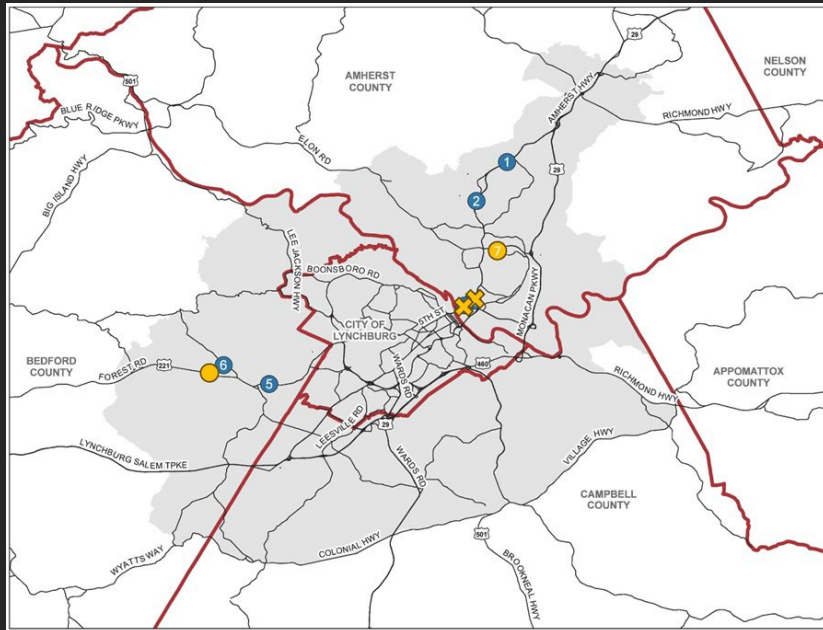 29
NELSON
COUNTY
AMHERST
COUNTY
501
AMHERST HWY
BLUE RIDGE PKWY
RICHMOND HWY
ELON RD
1
29
BIG ISLAND HWY
2
LEE JACKSON HWY
7
BOONSBORO RD
MONACAN PKWY
5TH ST
CITY OF
LYNCHBURG
BEDFORD
COUNTY
FOREST RD
221
6
5
WARDS RD
460
RICHMOND HWY
APPOMATTOX
COUNTY
LEESVILLE RD
29
LYNCHBURG SALEM TPKE
WARDS RD
VILLAGE HWY
CAMPBELL
COUNTY
COLONIAL HWY
WYATTS WAY
501
BROOKNEAL HWY